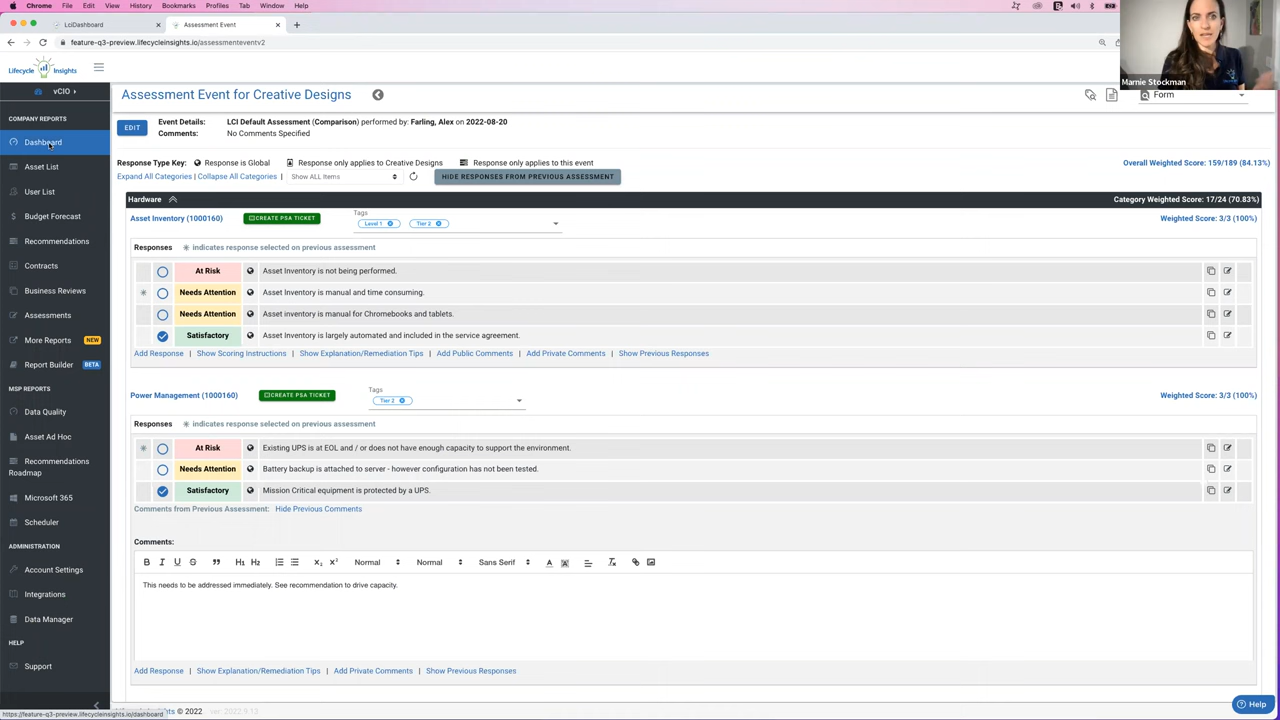 Chrome File Edit View History Bookmarks Profiles Tab Window Help
LciDashboard
Assessment Event
feature-q3-preview.lifecycleinsights.io/assessmenteventv2
Marnie Stockman
Lifecycle Insights
vCIO
COMPANY REPORTS
Dashboard
Asset List
User List
Budget Forecast
Recommendations
Contracts
Business Reviews
Assessments
More Reports NEW
Report Builder BETA
MSP REPORTS
Data Quality
Asset Ad Hoc
Recommendations
Roadmap
Microsoft 365
Scheduler
ADMINISTRATION
Account Settings
Integrations
Data Manager
HELP
Support
https://feature-q3-preview.lifecycleinsights.io/dashboard
Assessment Event for Creative Designs
Form
EDIT
Event Details: LCI Default Assessment (Comparison) performed by: Farling, Alex on 2022-08-20
Comments: No Comments Specified
Response Type Key: Response is Global Response only applies to Creative Designs Response only applies to this event
Overall Weighted Score: 159/189 (84.13%)
Expand All Categories | Collapse All Categories | Show ALL Items HIDE RESPONSES FROM PREVIOUS ASSESSMENT
Hardware Category Weighted Score: 17/24 (70.83%)
Asset Inventory (1000160) CREATE PSA TICKET Tags Level 1 Tier 2 Weighted Score: 3/3 (100%)
Responses indicates response selected on previous assessment
At Risk Asset Inventory is not being performed.
Needs Attention Asset Inventory is manual and time consuming.
Needs Attention Asset inventory is manual for Chromebooks and tablets.
Satisfactory Asset Inventory is largely automated and included in the service agreement.
Add Response | Show Scoring Instructions | Show Explanation/Remediation Tips | Add Public Comments | Add Private Comments | Show Previous Responses
Power Management (1000160) CREATE PSA TICKET Tags Tier 2 Weighted Score: 3/3 (100%)
Responses indicates response selected on previous assessment
At Risk Existing UPS is at EOL and / or does not have enough capacity to support the environment.
Needs Attention Battery backup is attached to server - however configuration has not been tested.
Satisfactory Mission Critical equipment is protected by a UPS.
Comments from Previous Assessment: Hide Previous Comments
Comments:
B I U S H1 H2 X₂ X² Normal Normal Sans Serif A A
This needs to be addressed immediately. See recommendation to drive capacity.
Add Response | Show Explanation/Remediation Tips | Add Private Comments | Show Previous Responses
© 2022 ver. 2022.9.13
Help